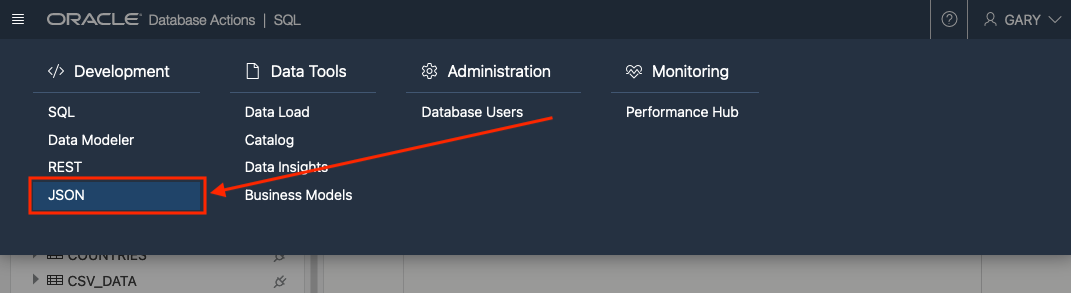 ORACLE Database Actions | SQL
GARY
Development
SQL
Data Modeler
REST
JSON
Data Tools
Data Load
Catalog
Data Insights
Business Models
Administration
Database Users
Monitoring
Performance Hub
COUNTRIES
CSV_DATA